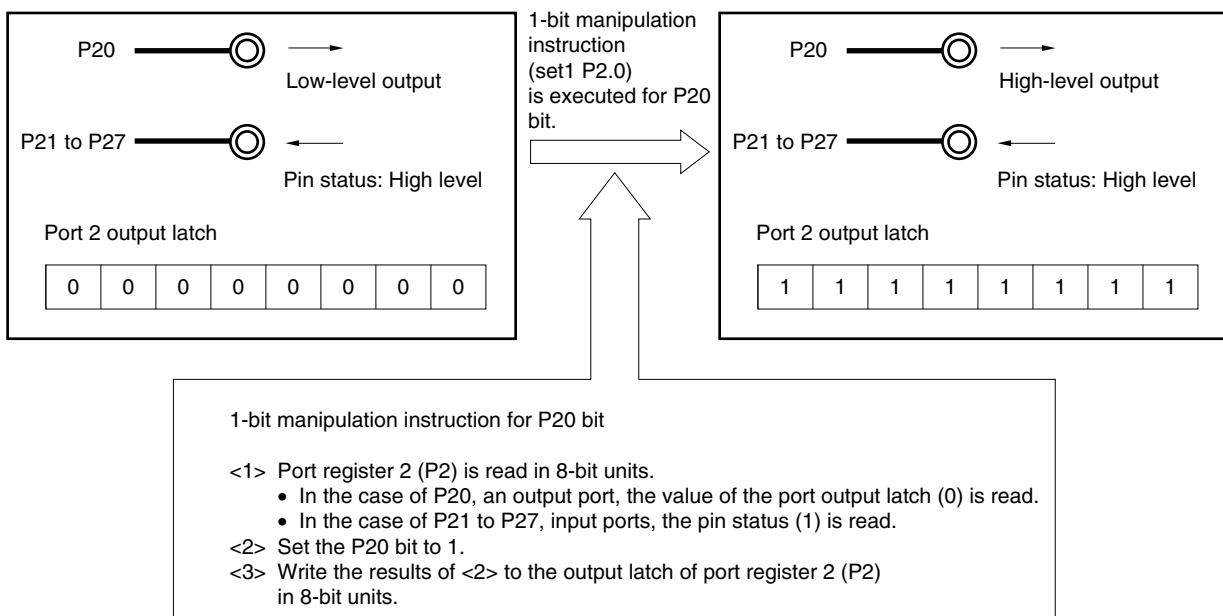 P20
Low-level output
P21 to P27
Pin status: High level
Port 2 output latch
0 0 0 0 0 0 0 0
1-bit manipulation
instruction
(set1 P2.0)
is executed for P20
bit.
P20
High-level output
P21 to P27
Pin status: High level
Port 2 output latch
1 1 1 1 1 1 1 1
1-bit manipulation instruction for P20 bit
<1> Port register 2 (P2) is read in 8-bit units.
• In the case of P20, an output port, the value of the port output latch (0) is read.
• In the case of P21 to P27, input ports, the pin status (1) is read.
<2> Set the P20 bit to 1.
<3> Write the results of <2> to the output latch of port register 2 (P2)
in 8-bit units.